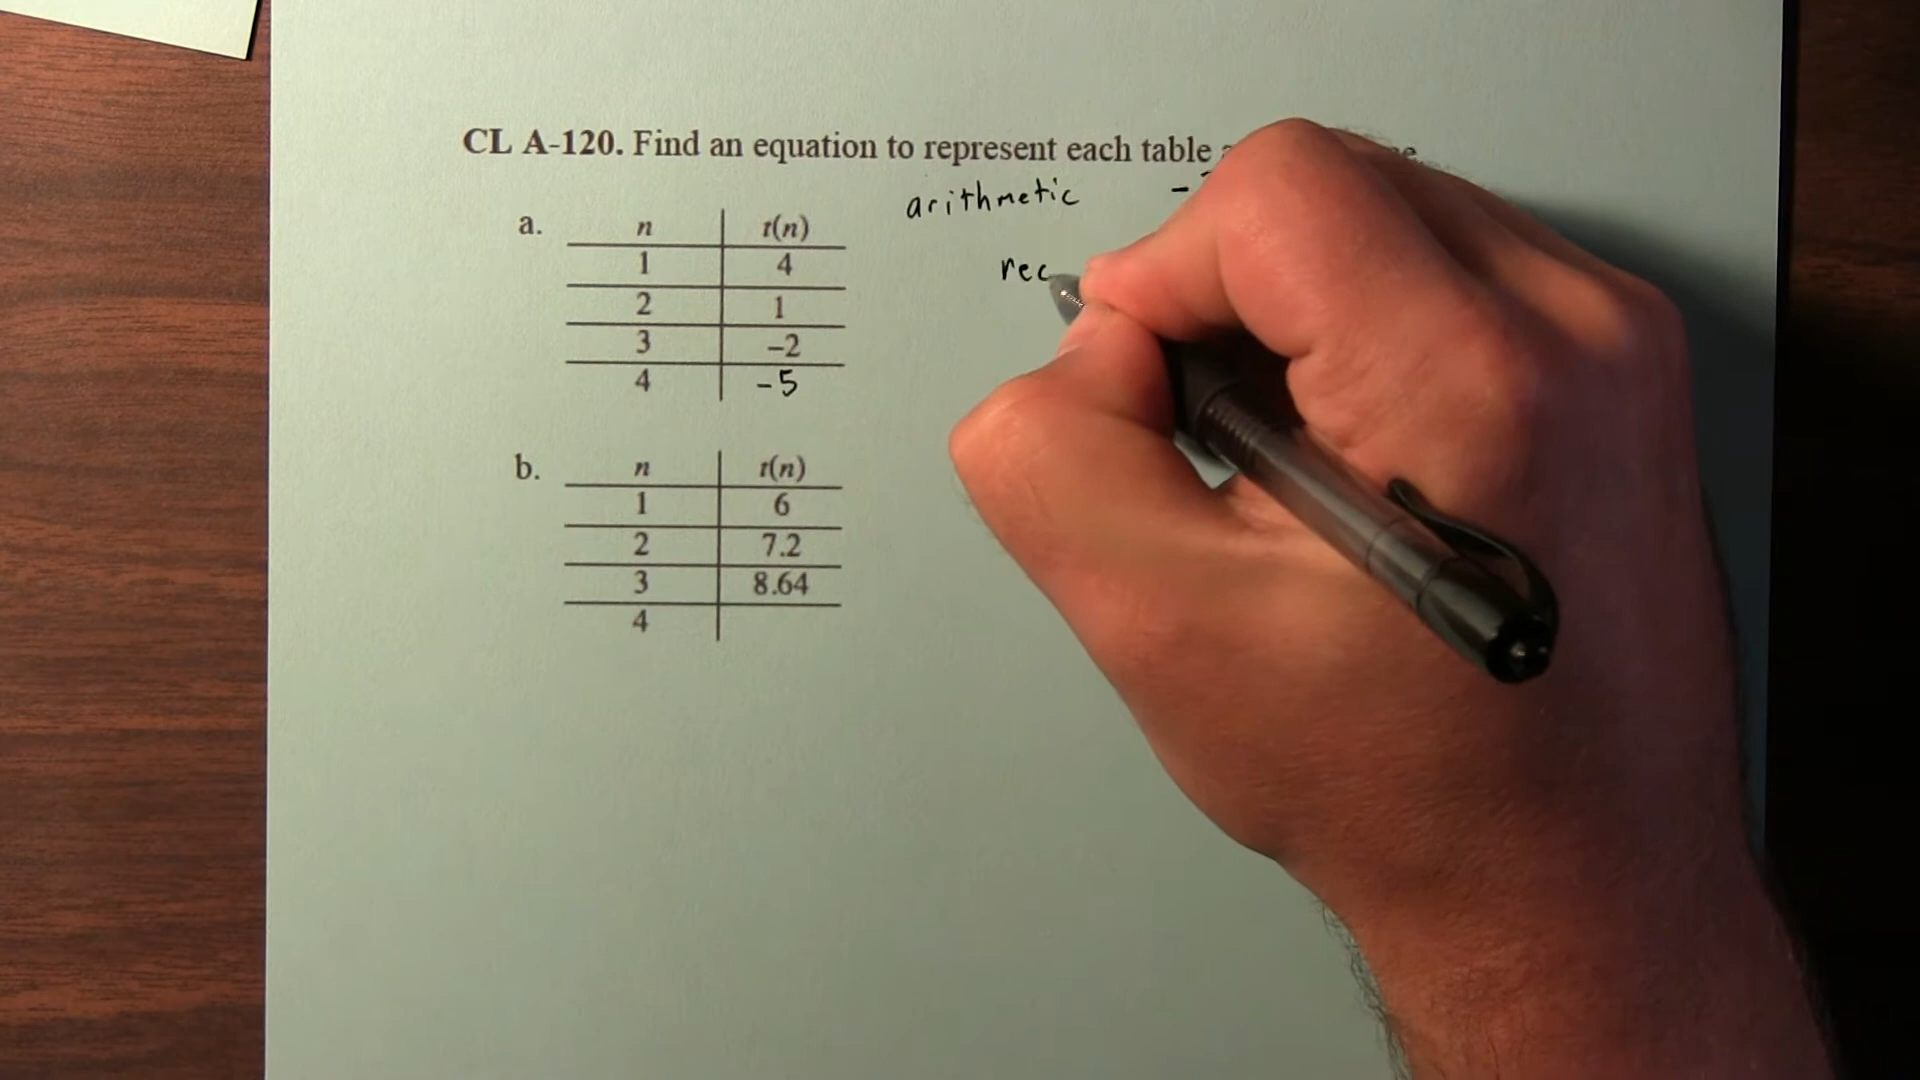 CL A-120. Find an equation to represent each table
arithmetic -
a. n t(n)
1 4
rec
2 1
3 -2
4 -5
b. n t(n)
1 6
2 7.2
3 8.64
4